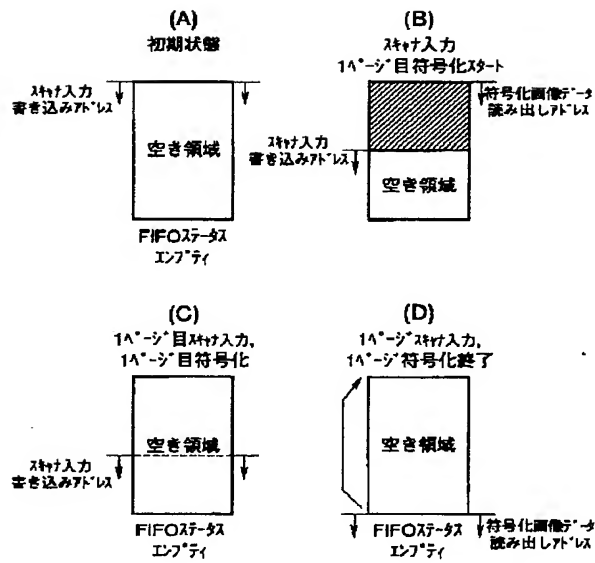 (A)
初期状態
スキャナ入力
書き込みアドレス
空き領域
FIFOステータス
エンプティ
(B)
スキャナ入力
1ページ目符号化スタート
符号化画像データ
読み出しアドレス
スキャナ入力
書き込みアドレス
空き領域
(C)
1ページ目スキャナ入力,
1ページ目符号化
空き領域
スキャナ入力
書き込みアドレス
FIFOステータス
エンプティ
(D)
1ページスキャナ入力,
1ページ符号化終了
空き領域
FIFOステータス
エンプティ
符号化画像データ
読み出しアドレス